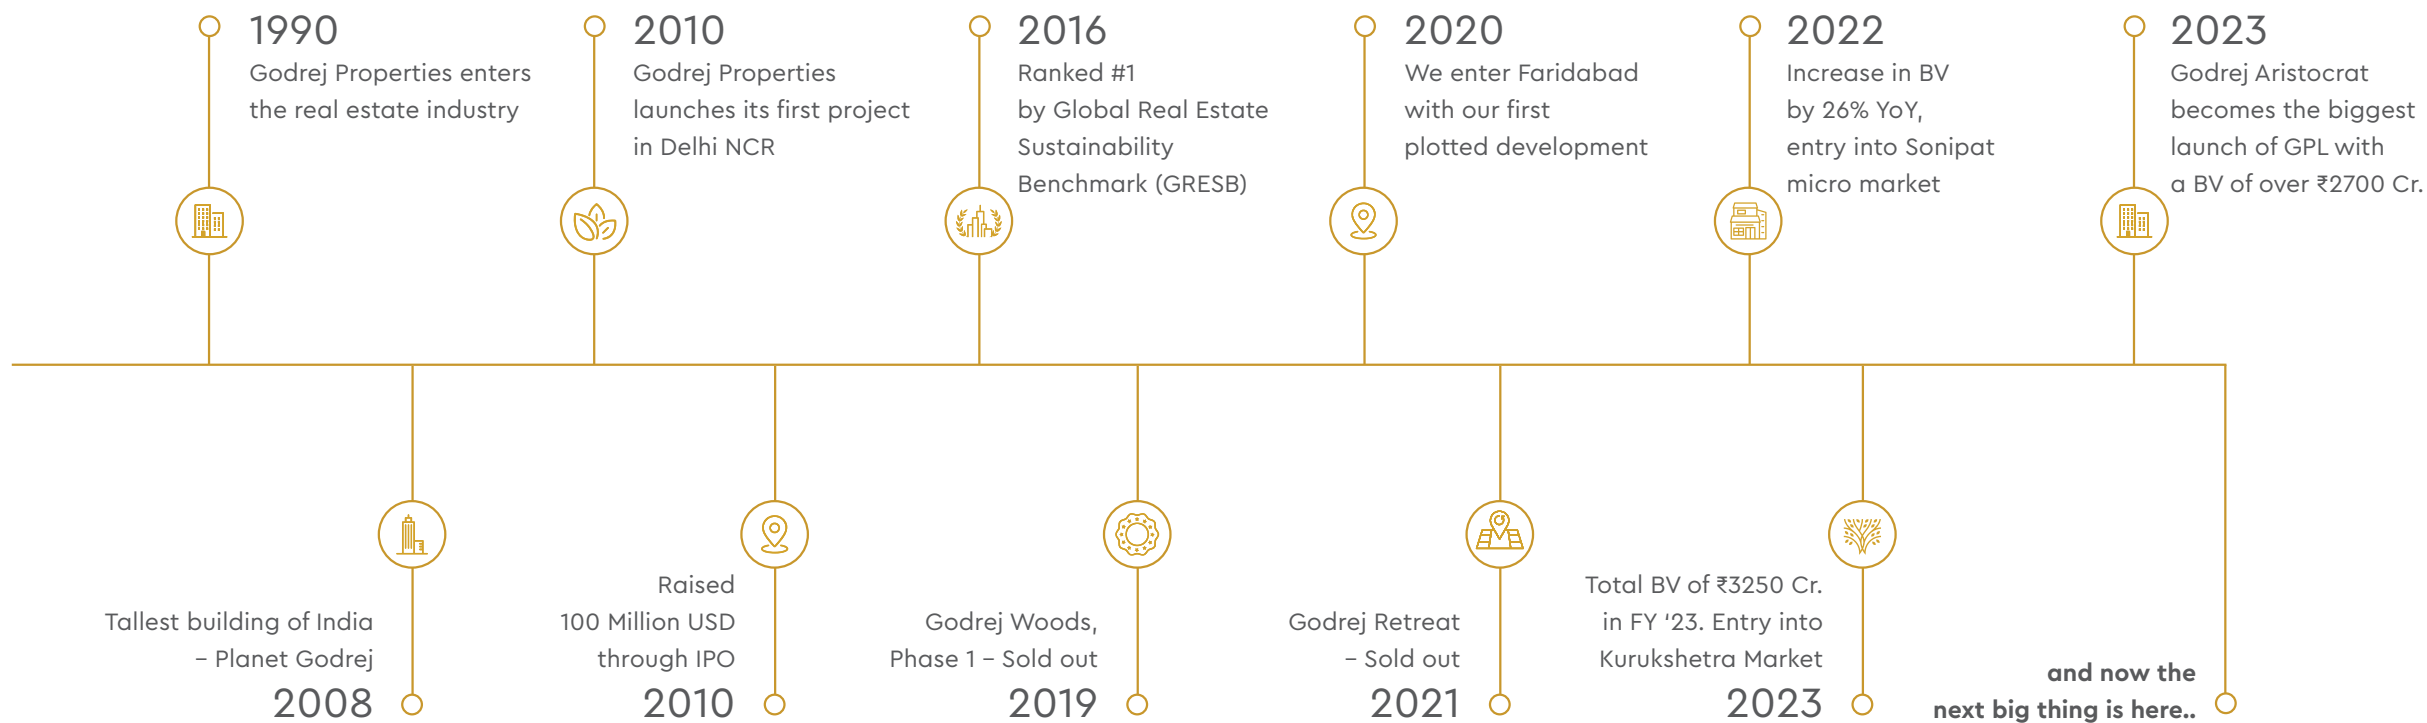 1990
Godrej Properties enters
the real estate industry
2010
Godrej Properties
launches its first project
in Delhi NCR
2016
Ranked #1
by Global Real Estate
Sustainability
Benchmark (GRESB)
2020
We enter Faridabad
with our first
plotted development
2022
Increase in BV
by 26% YoY,
entry into Sonipat
micro market
2023
Godrej Aristocrat
becomes the biggest
launch of GPL with
a BV of over ₹2700 Cr.
Tallest building of India
– Planet Godrej
2008
Raised
100 Million USD
through IPO
2010
Godrej Woods,
Phase 1 – Sold out
2019
Godrej Retreat
– Sold out
2021
Total BV of ₹3250 Cr.
in FY ‘23. Entry into
Kurukshetra Market
2023
and now the
next big thing is here..